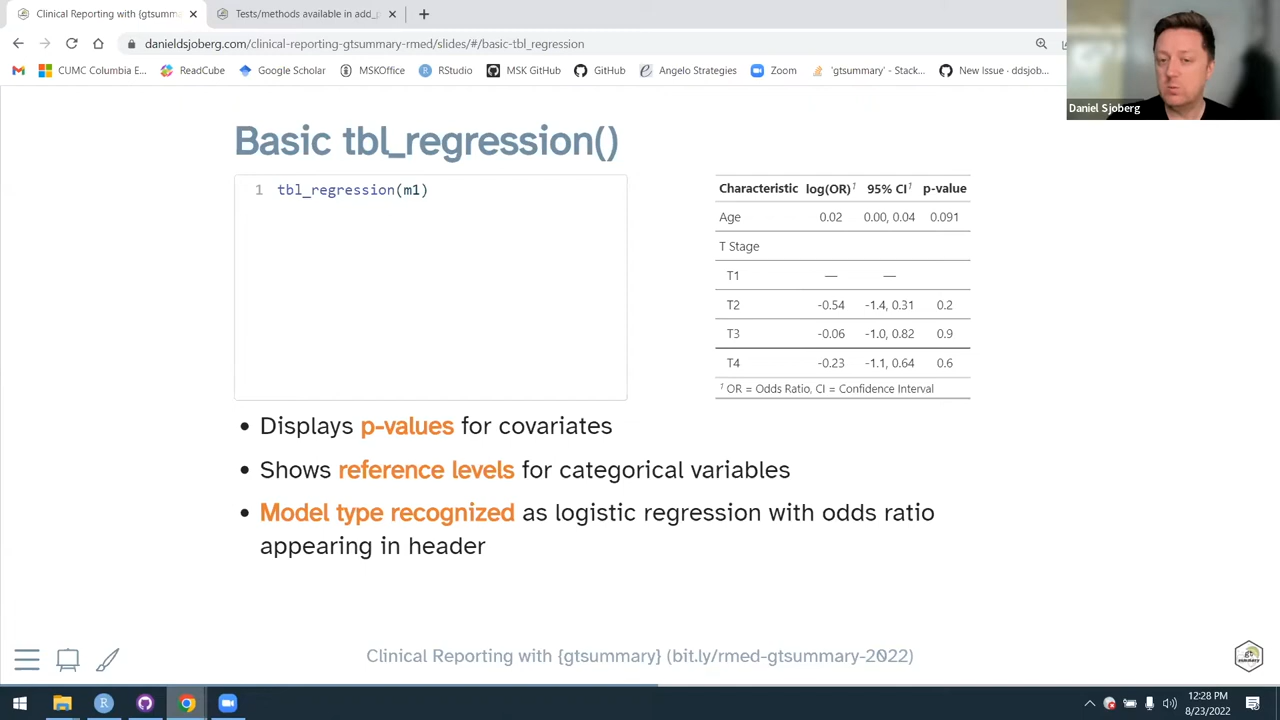 Clinical Reporting with {gtsumm
Tests/methods available in add_
danieldsjoberg.com/clinical-reporting-gtsummary-rmed/slides/#/basic-tbl_regression
CUMC Columbia E... ReadCube Google Scholar MSKOffice RStudio MSK GitHub GitHub Angelo Strategies Zoom 'gtsummary' - Stack... New Issue · ddsjob...
Daniel Sjoberg
Basic tbl_regression()
1 tbl_regression(m1)
Characteristic log(OR)¹ 95% CI¹ p-value
Age 0.02 0.00, 0.04 0.091
T Stage
T1 — —
T2 -0.54 -1.4, 0.31 0.2
T3 -0.06 -1.0, 0.82 0.9
T4 -0.23 -1.1, 0.64 0.6
¹ OR = Odds Ratio, CI = Confidence Interval
• Displays p-values for covariates
• Shows reference levels for categorical variables
• Model type recognized as logistic regression with odds ratio
appearing in header
Clinical Reporting with {gtsummary} (bit.ly/rmed-gtsummary-2022)
gt
summary
12:28 PM
8/23/2022